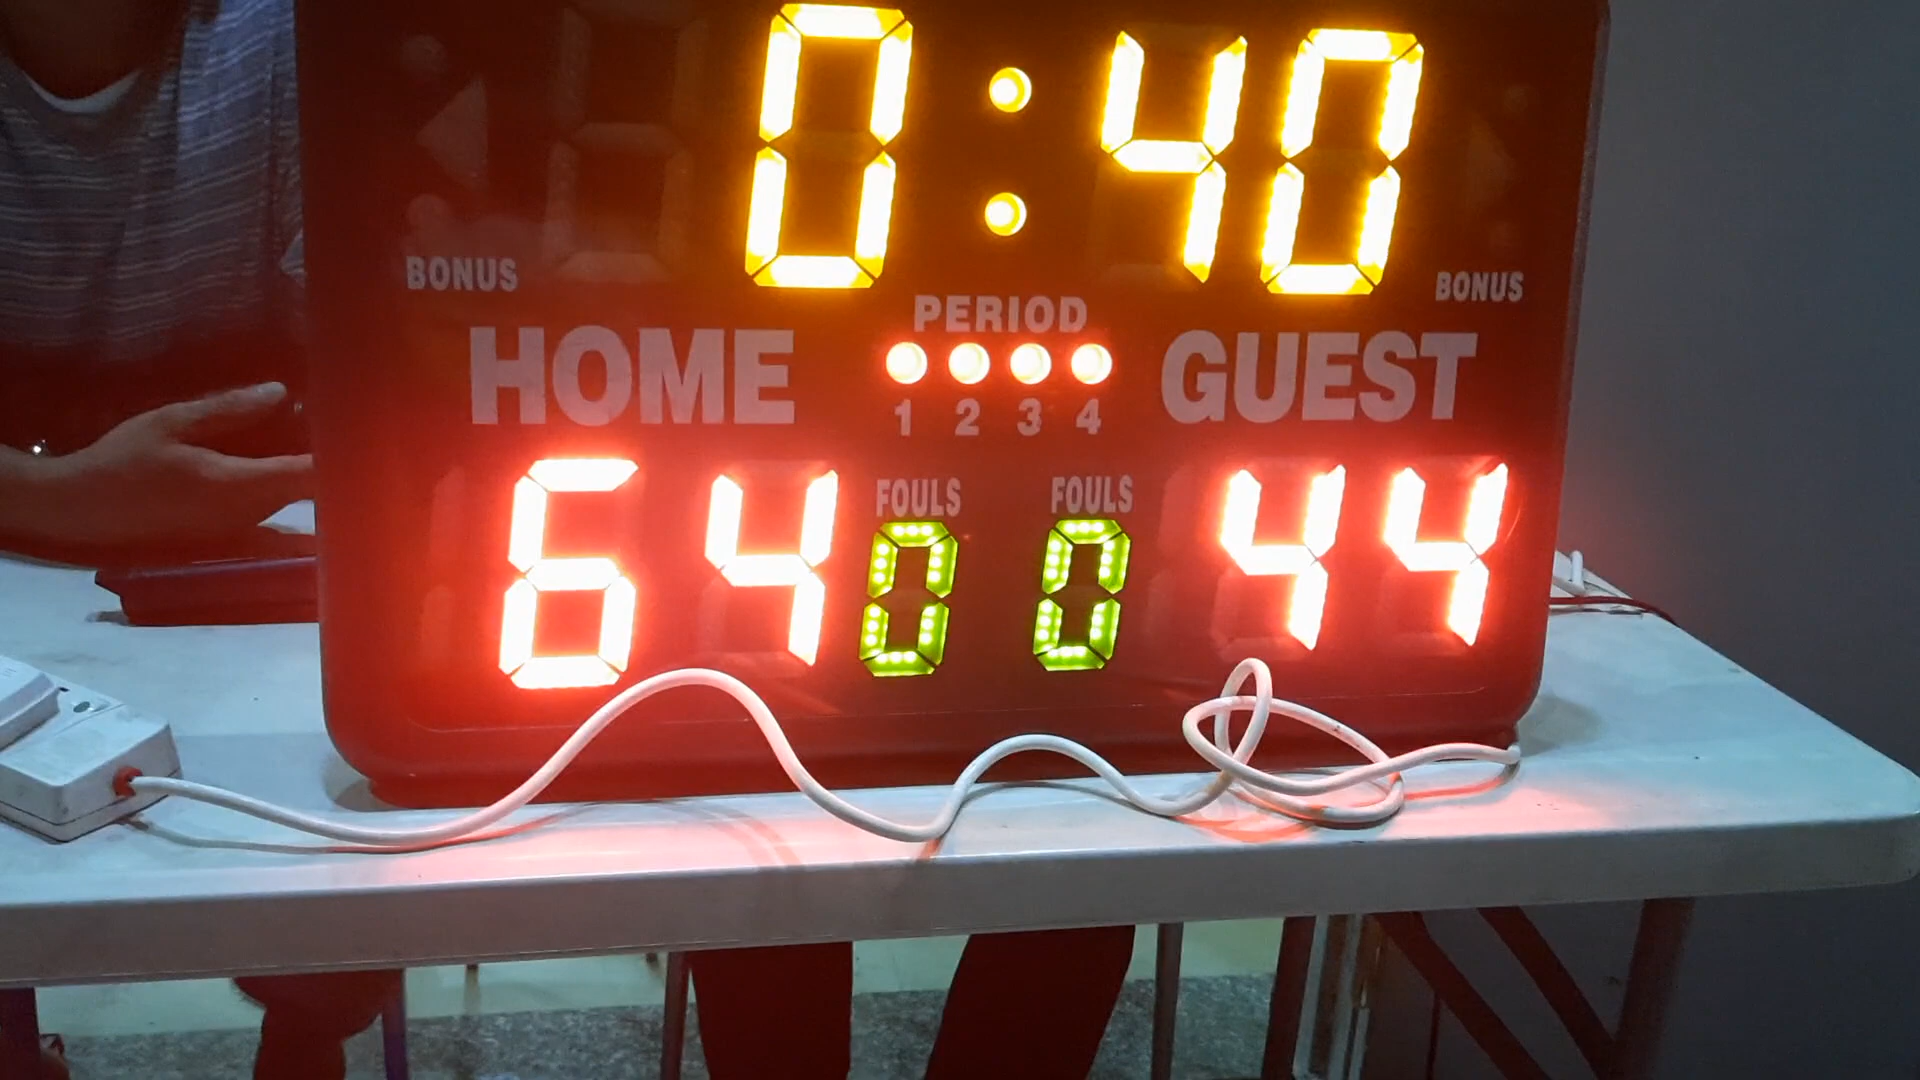 0:40
BONUS BONUS
PERIOD
HOME GUEST
1 2 3 4
FOULS FOULS
64 0 0 44